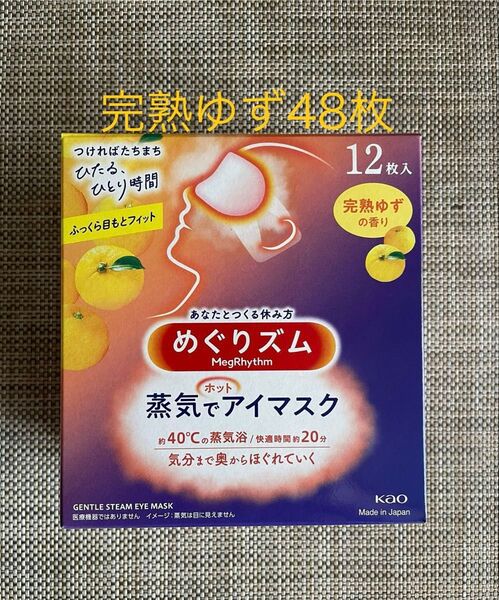 完熟ゆず48枚
つければたちまち
ひたる、
ひとり時間
ふっくら目もとフィット
12枚入
完熟ゆず
の香り
あなたとつくる休み方
めぐりズム
MegRhythm
ホット
蒸気でアイマスク
約40℃の蒸気浴/快適時間約20分
気分まで奥からほぐれていく
GENTLE STEAM EYE MASK
医療機器ではありません イメージ:蒸気は目に見えません
Kao
Made in Japan